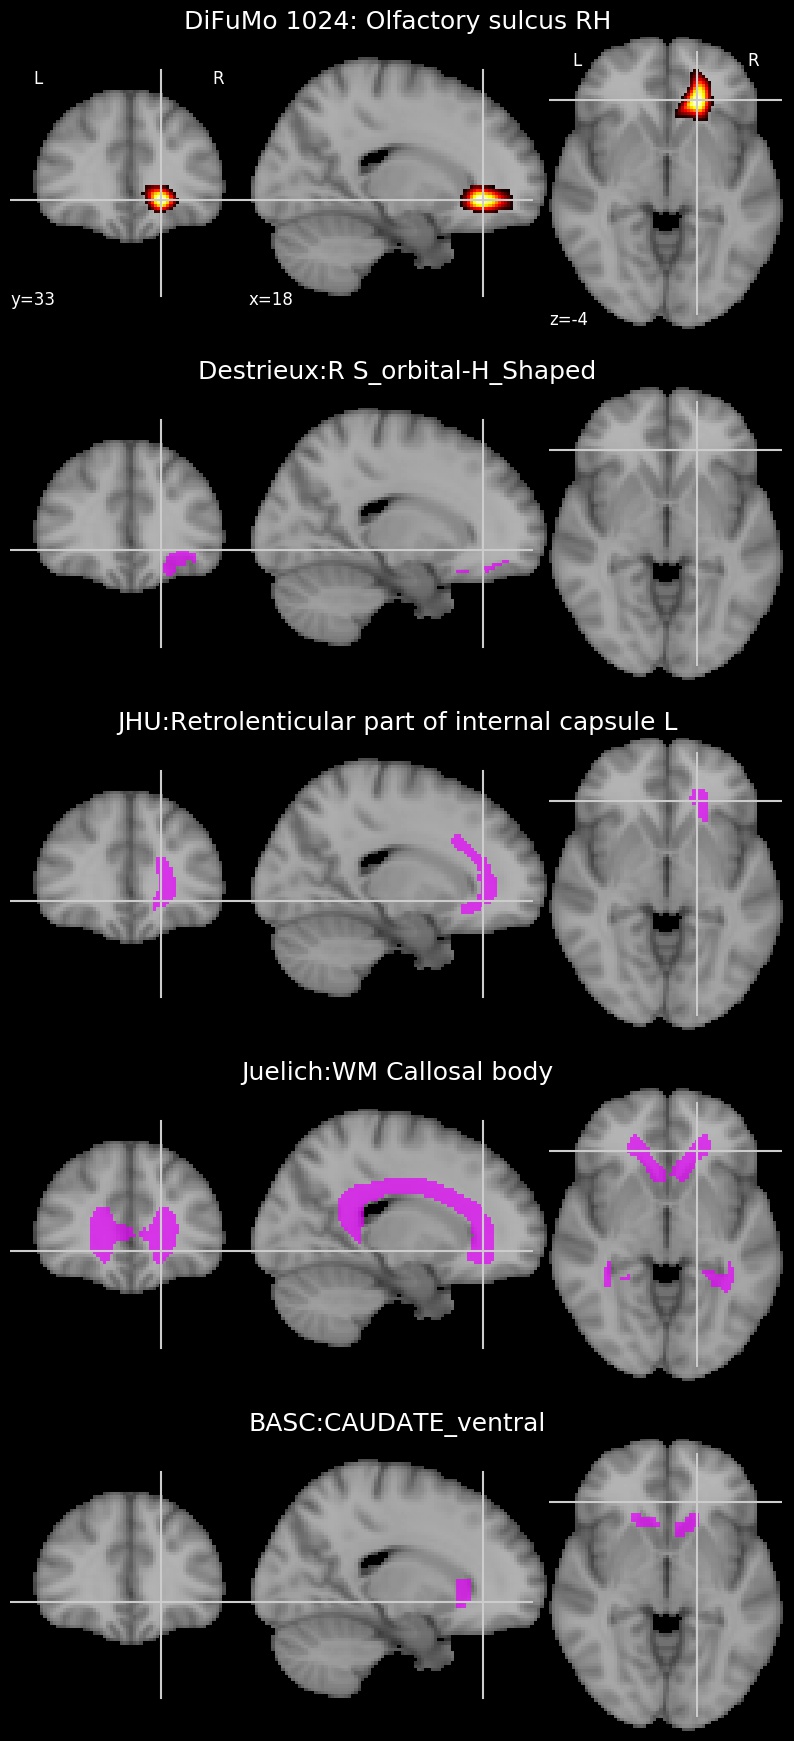 DiFuMo 1024: Olfactory sulcus RH
L R L R
y=33 x=18 z=-4
Destrieux:R S_orbital-H_Shaped
JHU:Retrolenticular part of internal capsule L
Juelich:WM Callosal body
BASC:CAUDATE_ventral